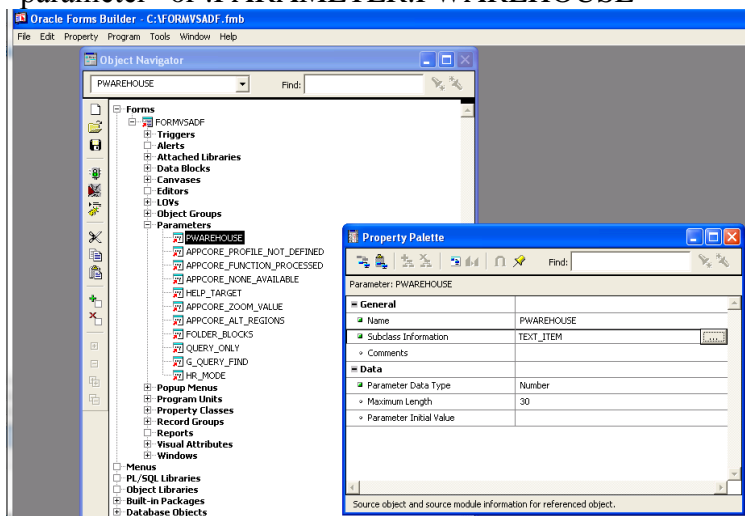 parameter" of :PARAMETER.PWAREHOUSE
Oracle Forms Builder - C:\FORMVSADF.fmb
File Edit Property Program Tools Window Help
Object Navigator
PWAREHOUSE Find:
Forms
FORMVSADF
Triggers
Alerts
Attached Libraries
Data Blocks
Canvases
Editors
LOVs
Object Groups
Parameters
PWAREHOUSE
APPCORE_PROFILE_NOT_DEFINED
APPCORE_FUNCTION_PROCESSED
APPCORE_NONE_AVAILABLE
HELP_TARGET
APPCORE_ZOOM_VALUE
APPCORE_ALT_REGIONS
FOLDER_BLOCKS
QUERY_ONLY
G_QUERY_FIND
HR_MODE
Popup Menus
Program Units
Property Classes
Record Groups
Reports
Visual Attributes
Windows
Menus
PL/SQL Libraries
Object Libraries
Built-in Packages
Database Objects
Property Palette
Find:
Parameter: PWAREHOUSE
General
Name PWAREHOUSE
Subclass Information TEXT_ITEM ...
Comments
Data
Parameter Data Type Number
Maximum Length 30
Parameter Initial Value
Source object and source module information for referenced object.